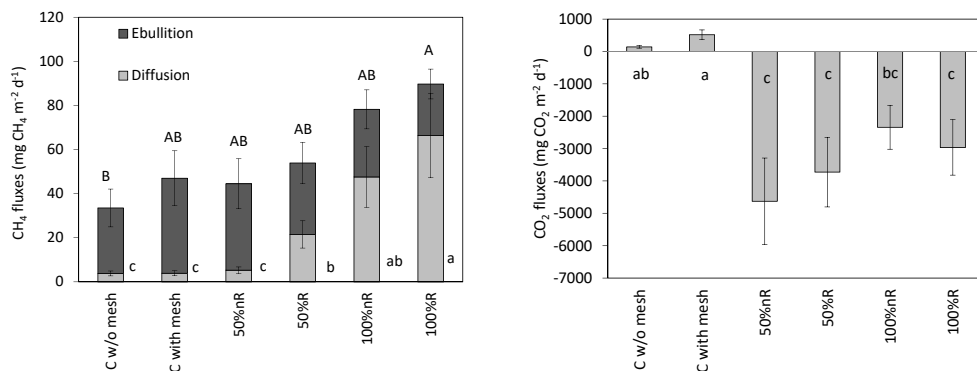 CH4 fluxes (mg CH4 m-2 d-1)
120
100
80
60
40
20
0
Ebullition
Diffusion
B
AB
AB
AB
AB
A
c
c
c
b
ab
a
C w/o mesh
C with mesh
50%nR
50%R
100%nR
100%R
CO2 fluxes (mg CO2 m-2 d-1)
1000
0
-1000
-2000
-3000
-4000
-5000
-6000
-7000
ab
a
c
c
bc
c
C w/o mesh
C with mesh
50%nR
50%R
100%nR
100%R